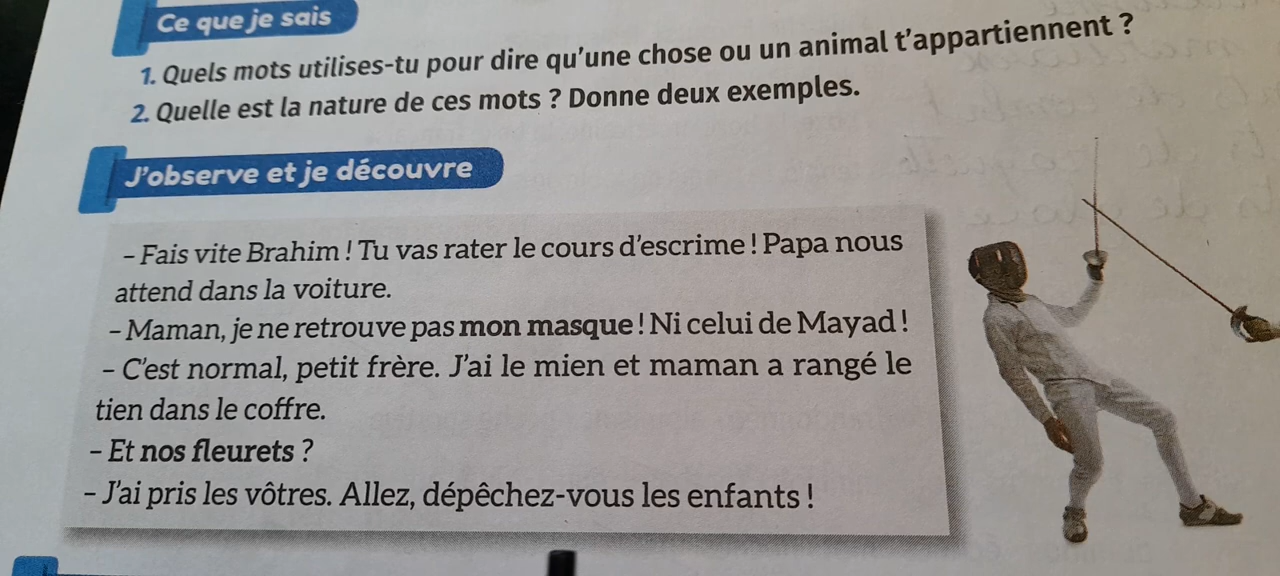 Ce que je sais
1. Quels mots utilises-tu pour dire qu'une chose ou un animal t'appartiennent ?
2. Quelle est la nature de ces mots ? Donne deux exemples.
J'observe et je découvre
– Fais vite Brahim ! Tu vas rater le cours d'escrime ! Papa nous
attend dans la voiture.
– Maman, je ne retrouve pas mon masque ! Ni celui de Mayad !
– C'est normal, petit frère. J'ai le mien et maman a rangé le
tien dans le coffre.
– Et nos fleurets ?
– J'ai pris les vôtres. Allez, dépêchez-vous les enfants !